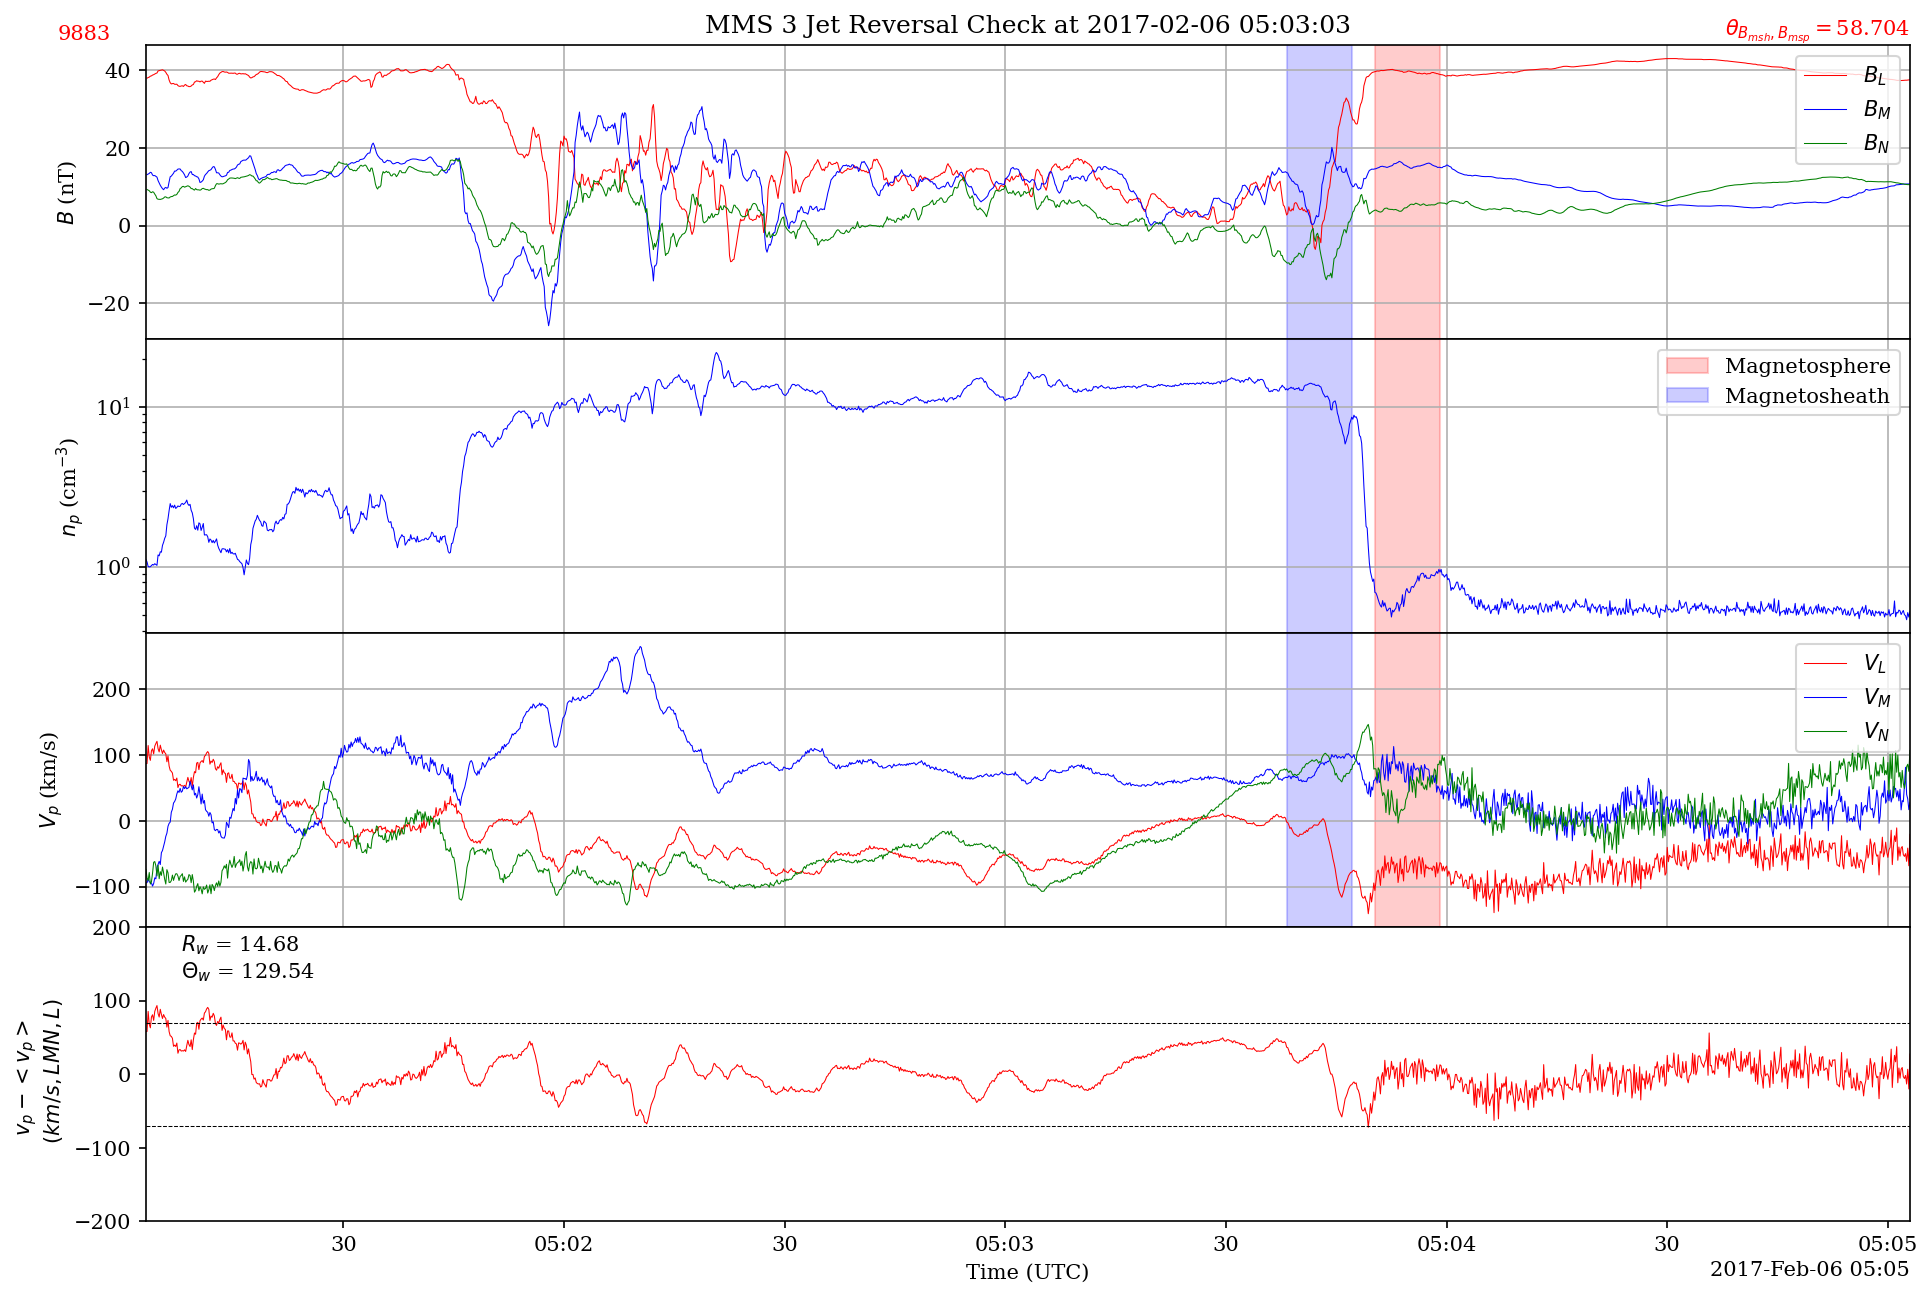 9883
MMS 3 Jet Reversal Check at 2017-02-06 05:03:03
θ_{B_{msh}, B_{msp}} = 58.704
B (nT)
40
20
0
−20
B_L
B_M
B_N
n_p (cm⁻³)
10¹
10⁰
Magnetosphere
Magnetosheath
V_p (km/s)
200
100
0
−100
V_L
V_M
V_N
v_p − < v_p >
(km/s, LMN, L)
200
100
0
−100
−200
R_w = 14.68
Θ_w = 129.54
30
05:02
30
05:03
30
05:04
30
05:05
Time (UTC)
2017-Feb-06 05:05